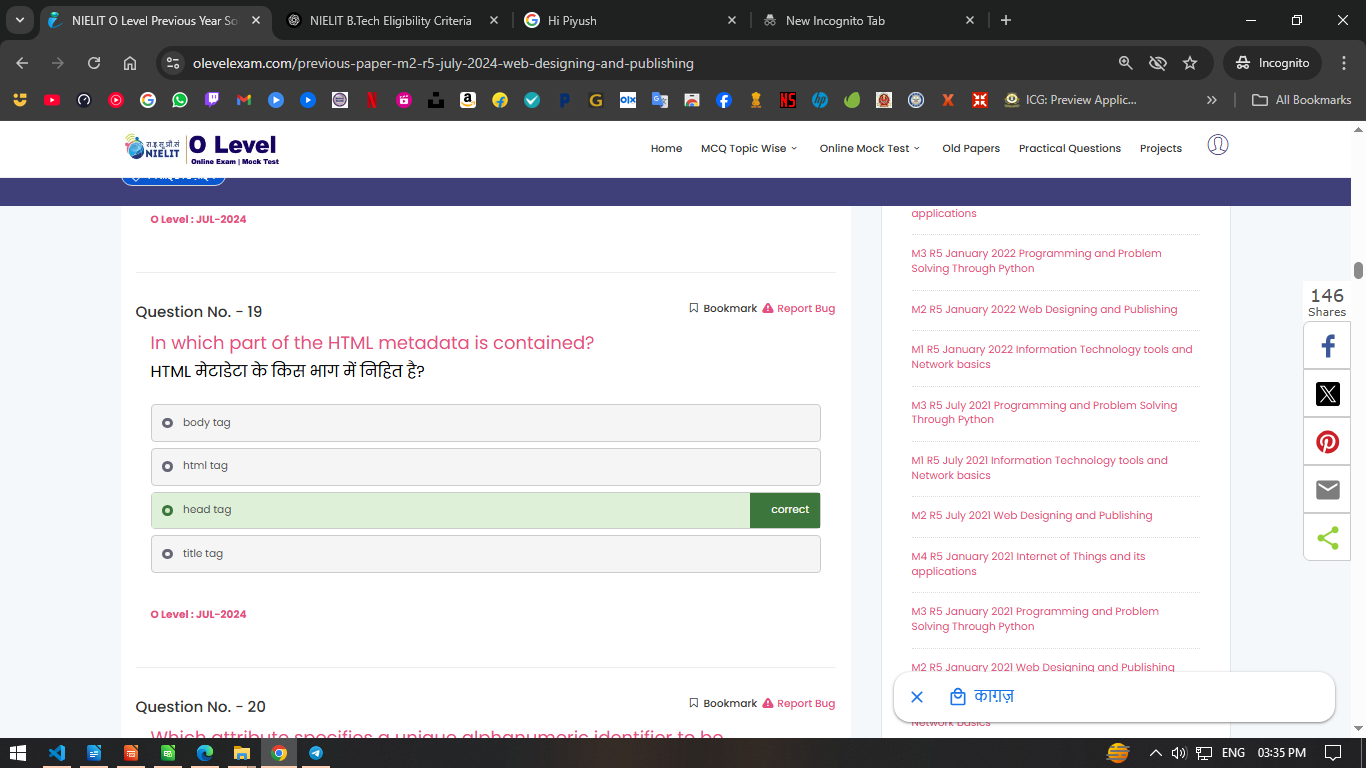 NIELIT O Level Previous Year So
NIELIT B.Tech Eligibility Criteria
Hi Piyush
New Incognito Tab
olevelexam.com/previous-paper-m2-r5-july-2024-web-designing-and-publishing
Incognito
ICG: Preview Applic...
All Bookmarks
रा.इ.सू.प्रौ.सं
NIELIT
O Level
Online Exam | Mock Test
Home
MCQ Topic Wise
Online Mock Test
Old Papers
Practical Questions
Projects
O Level : JUL-2024
Question No. - 19
Bookmark
Report Bug
In which part of the HTML metadata is contained?
HTML मेटाडेटा के किस भाग में निहित है?
body tag
html tag
head tag
correct
title tag
O Level : JUL-2024
Question No. - 20
Bookmark
Report Bug
Which attribute specifies a unique alphanumeric identifier to be
applications
M3 R5 January 2022 Programming and Problem
Solving Through Python
M2 R5 January 2022 Web Designing and Publishing
M1 R5 January 2022 Information Technology tools and
Network basics
M3 R5 July 2021 Programming and Problem Solving
Through Python
M1 R5 July 2021 Information Technology tools and
Network basics
M2 R5 July 2021 Web Designing and Publishing
M4 R5 January 2021 Internet of Things and its
applications
M3 R5 January 2021 Programming and Problem
Solving Through Python
M2 R5 January 2021 Web Designing and Publishing
Network basics
146
Shares
काग़ज़
ENG
03:35 PM